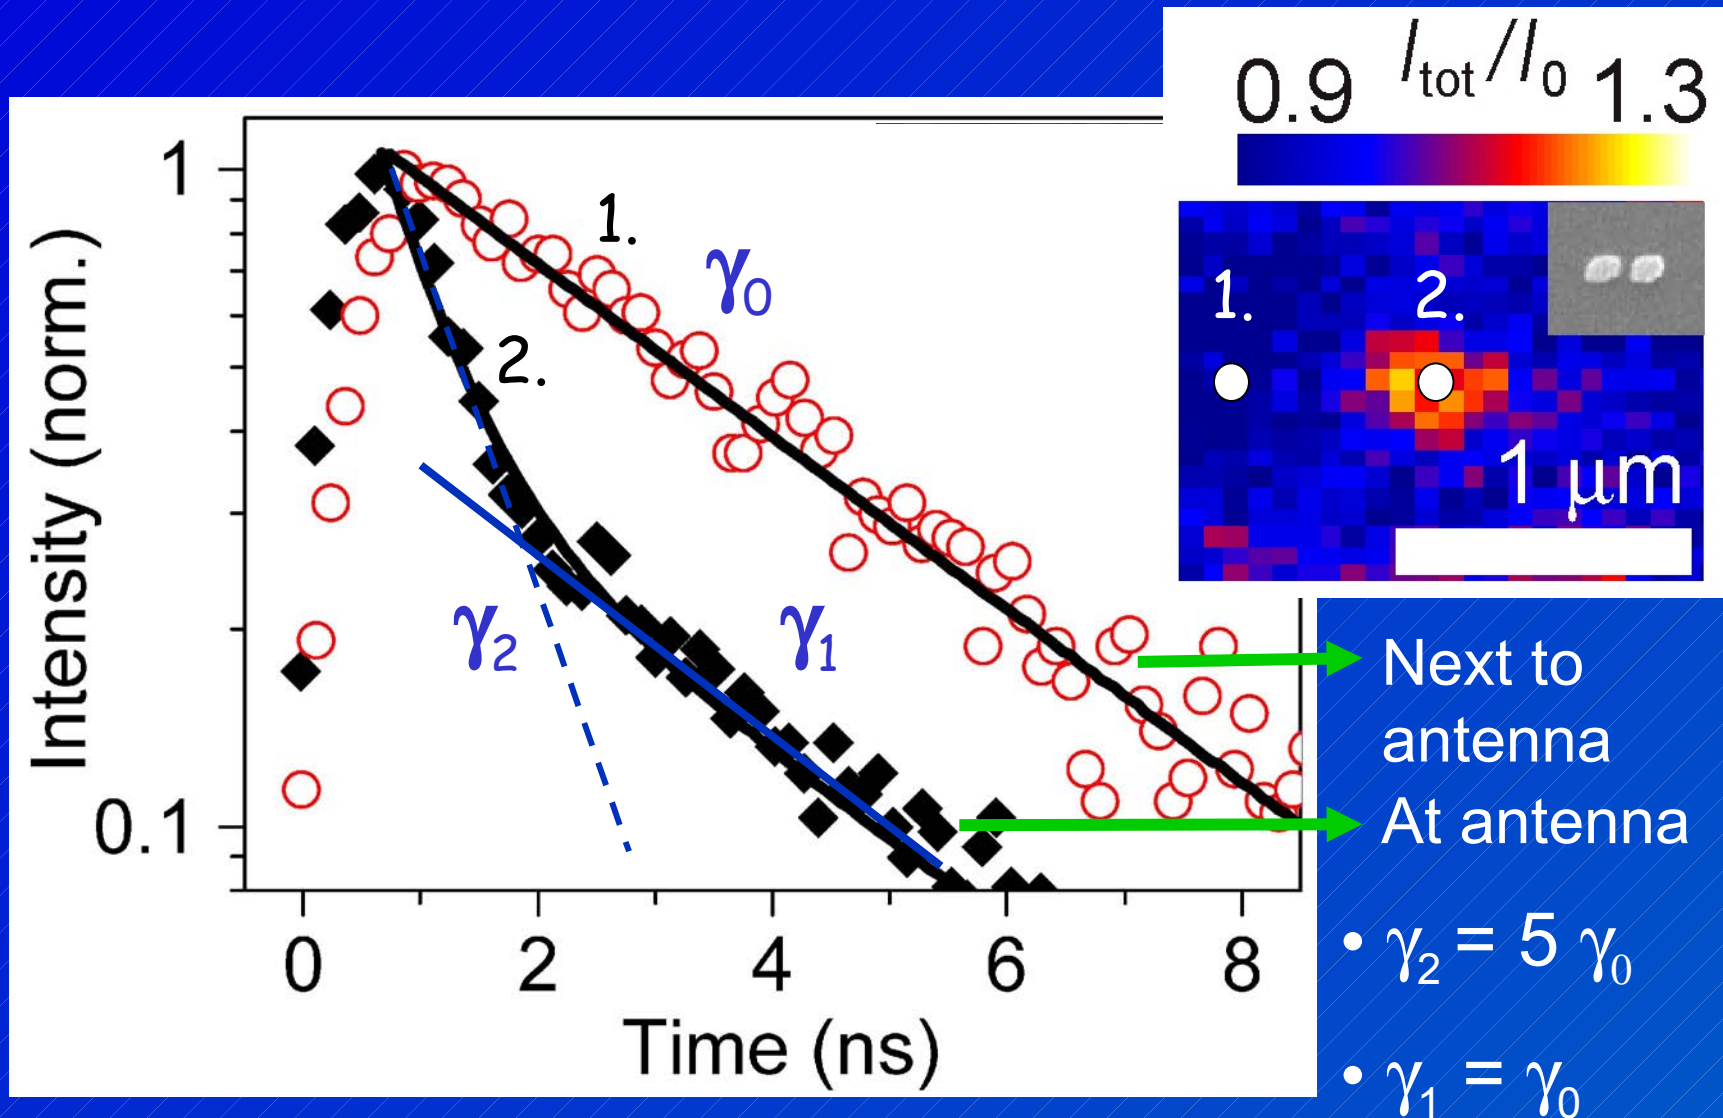 0.9 I_tot/I_0 1.3
1. 2.
1 μm
1
0.1
Intensity (norm.)
1.
γ₀
2.
γ₂ γ₁
0 2 4 6 8
Time (ns)
Next to
antenna
At antenna
• γ₂ = 5 γ₀
• γ₁ = γ₀